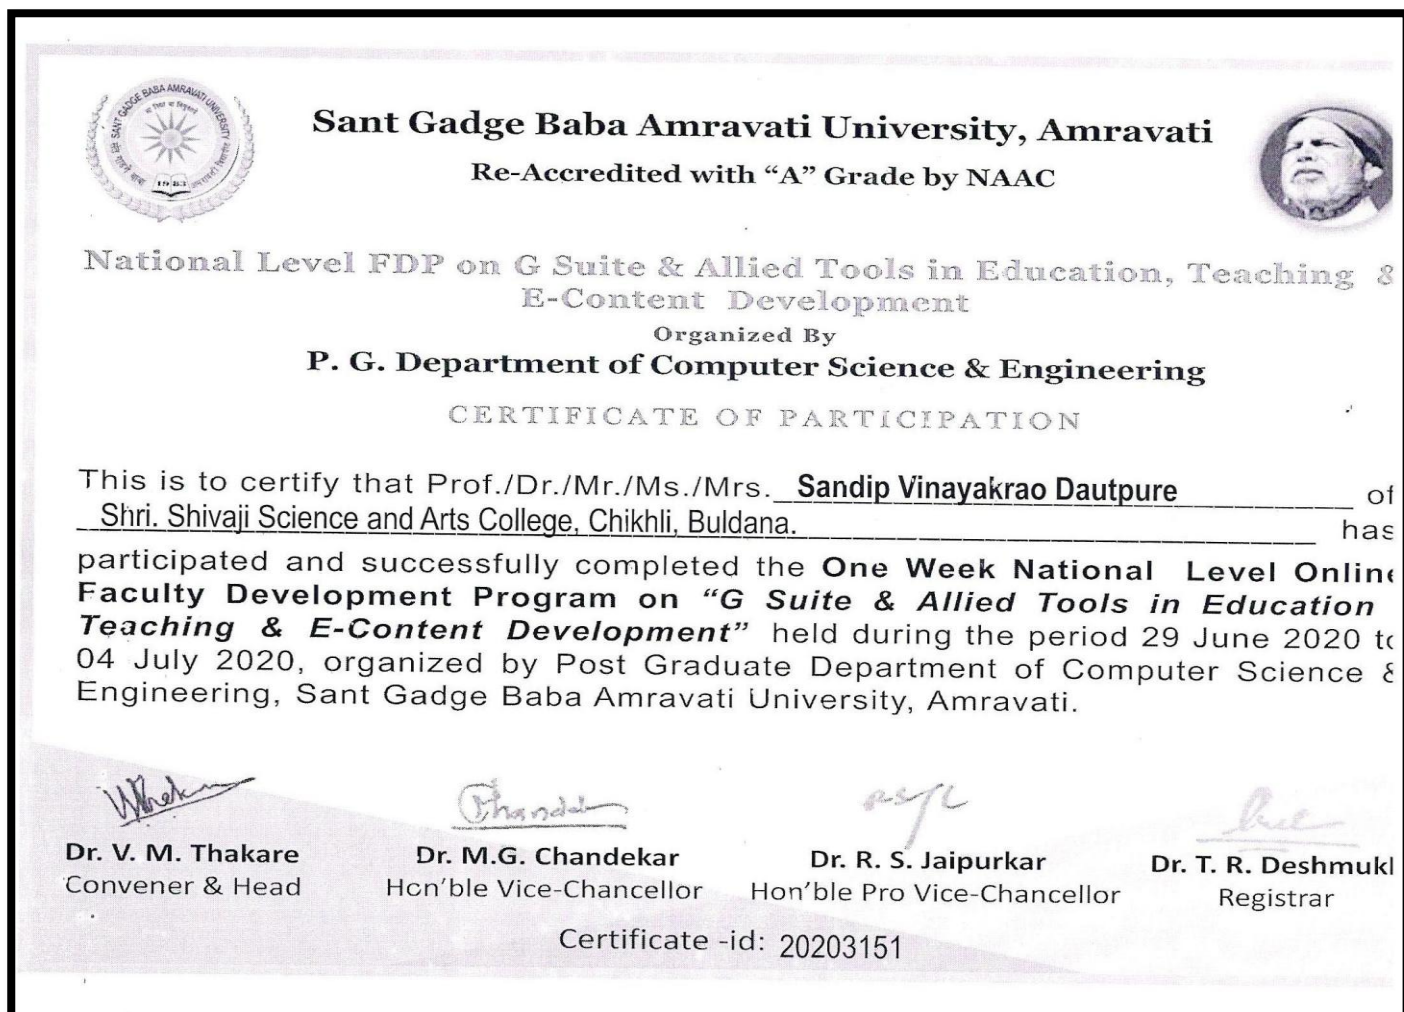 SANT GADGE BABA AMRAVATI UNIVERSITY
1983
Sant Gadge Baba Amravati University, Amravati
Re-Accredited with “A” Grade by NAAC
National Level FDP on G Suite & Allied Tools in Education, Teaching &
E-Content Development
Organized By
P. G. Department of Computer Science & Engineering
CERTIFICATE OF PARTICIPATION
This is to certify that Prof./Dr./Mr./Ms./Mrs. Sandip Vinayakrao Dautpure of
Shri. Shivaji Science and Arts College, Chikhli, Buldana. has
participated and successfully completed the One Week National Level Online
Faculty Development Program on “G Suite & Allied Tools in Education
Teaching & E-Content Development” held during the period 29 June 2020 to
04 July 2020, organized by Post Graduate Department of Computer Science &
Engineering, Sant Gadge Baba Amravati University, Amravati.
Dr. V. M. Thakare Dr. M.G. Chandekar Dr. R. S. Jaipurkar Dr. T. R. Deshmukh
Convener & Head Hon'ble Vice-Chancellor Hon’ble Pro Vice-Chancellor Registrar
Certificate -id: 20203151